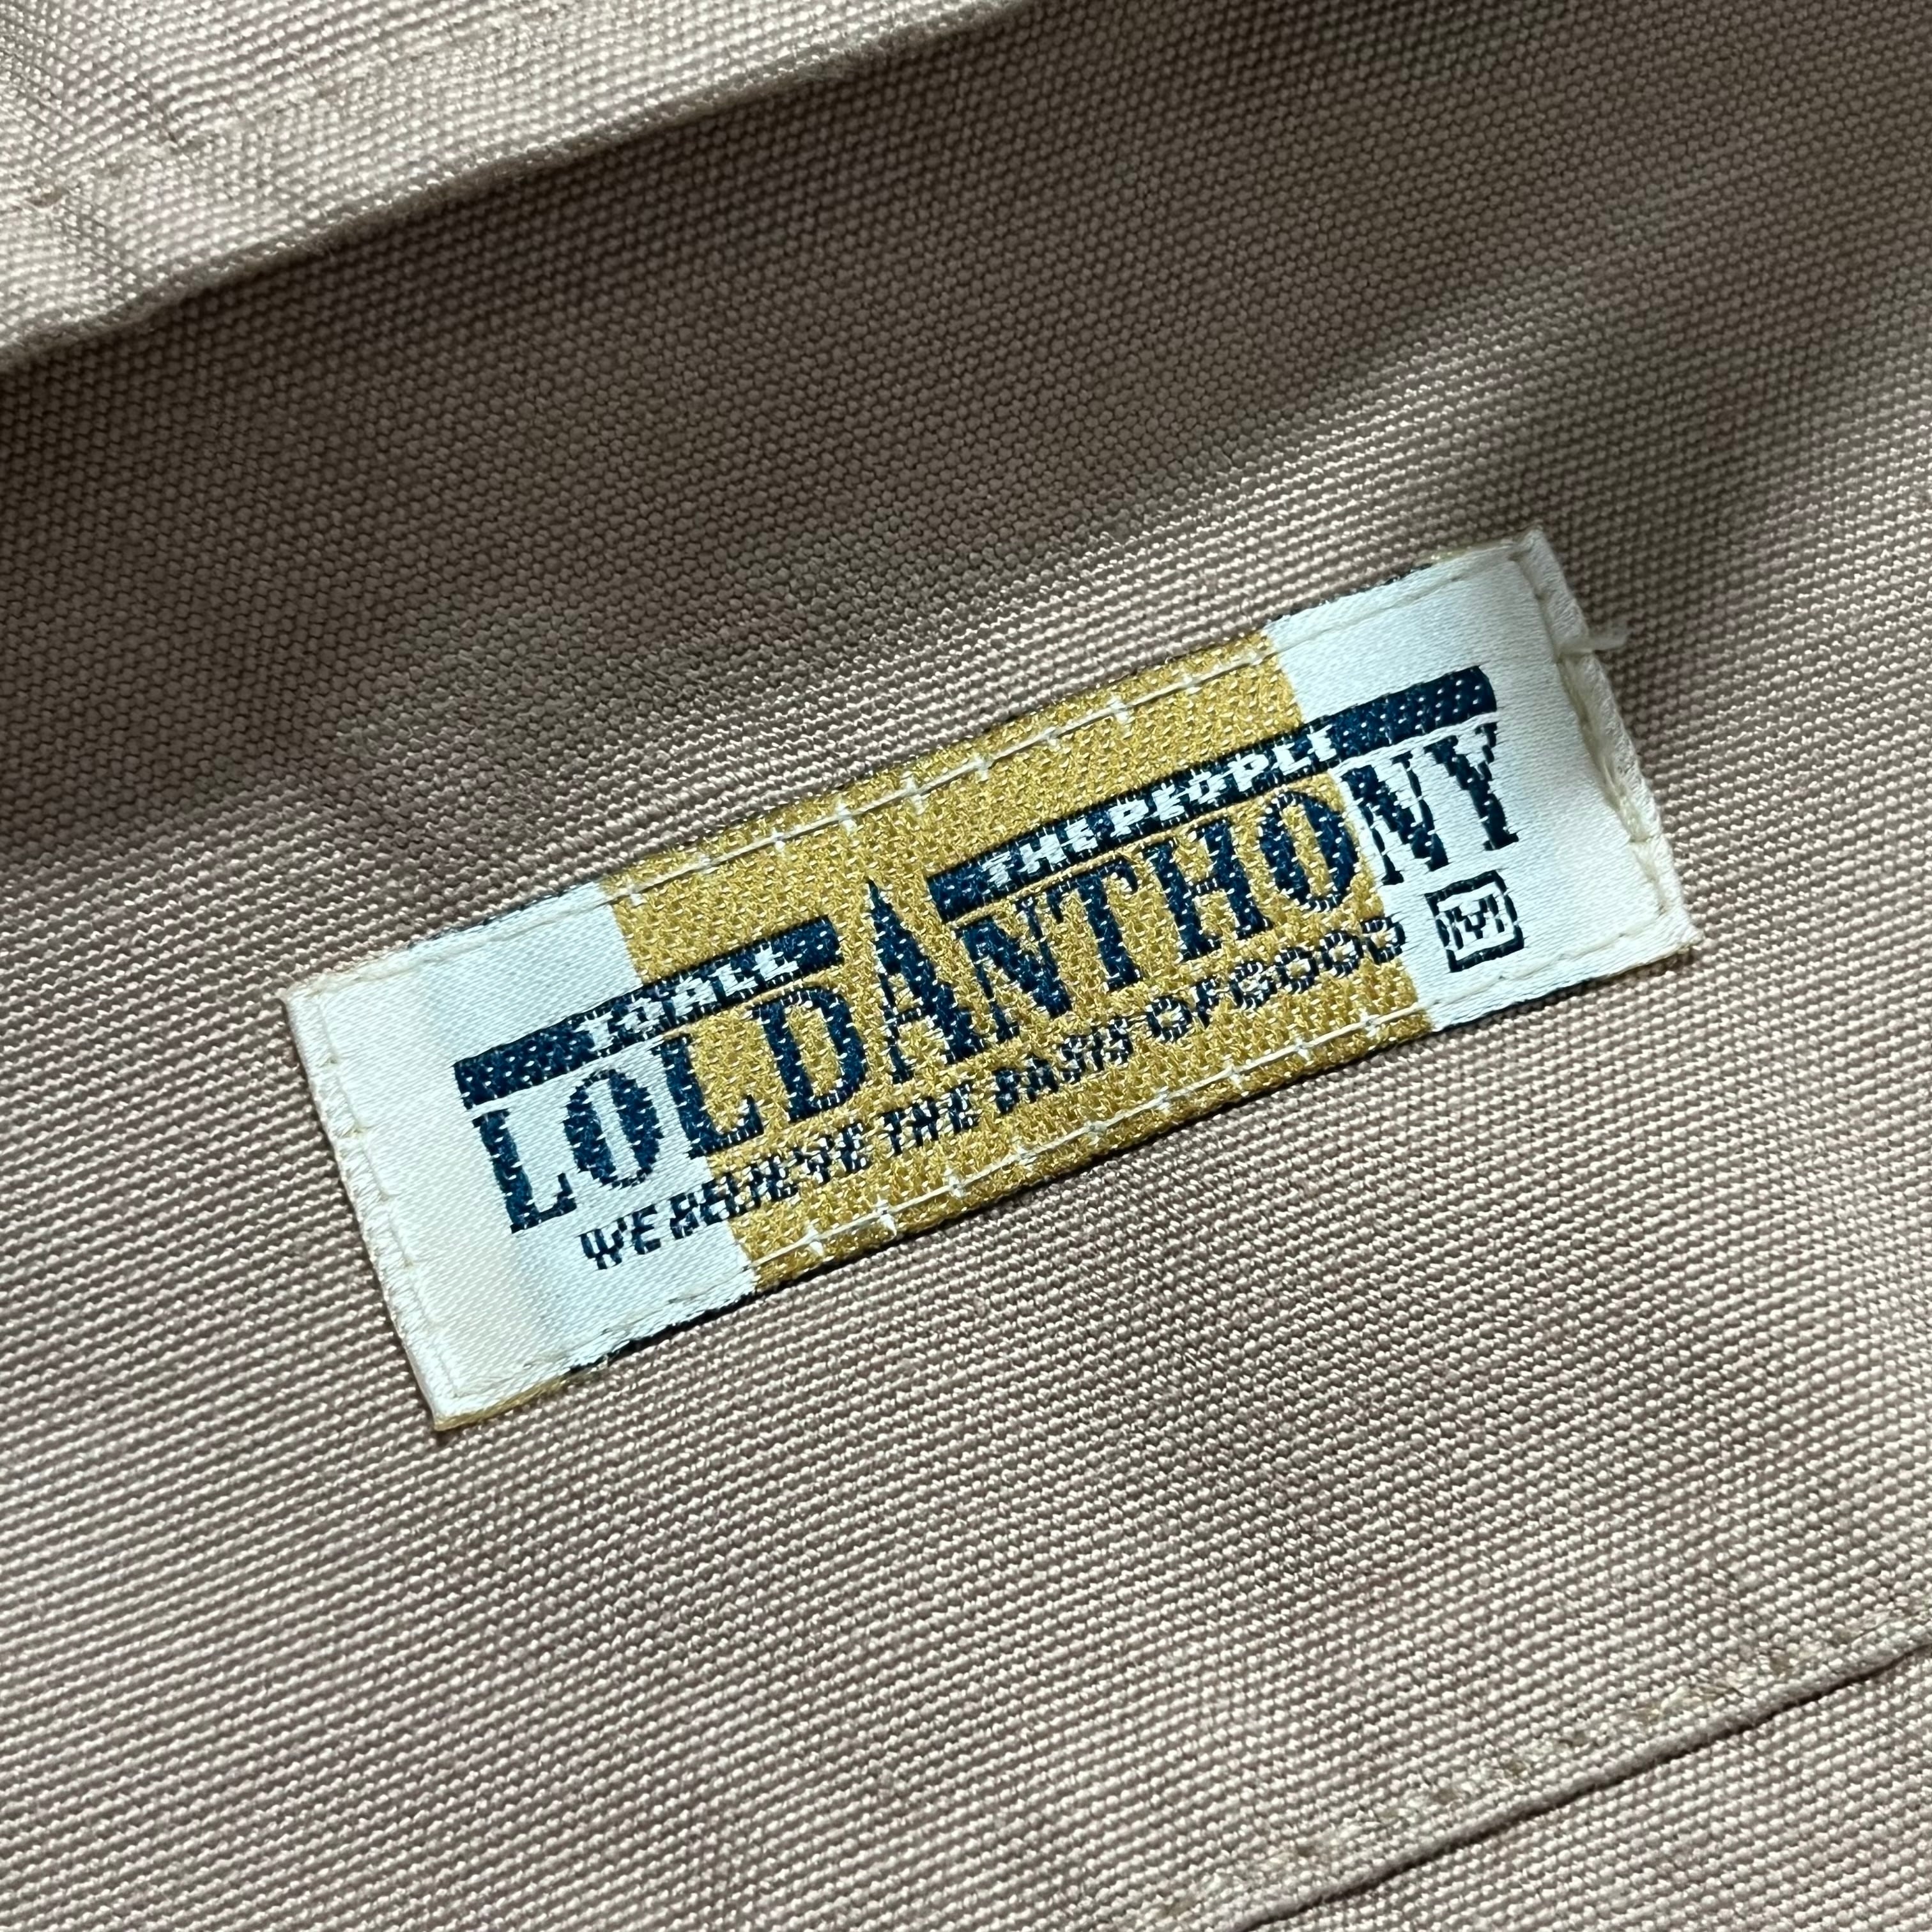 TO ALL THE PEOPLE
LOLDANTHONY
WE BELIEVE THE BASIS OF GOOD M